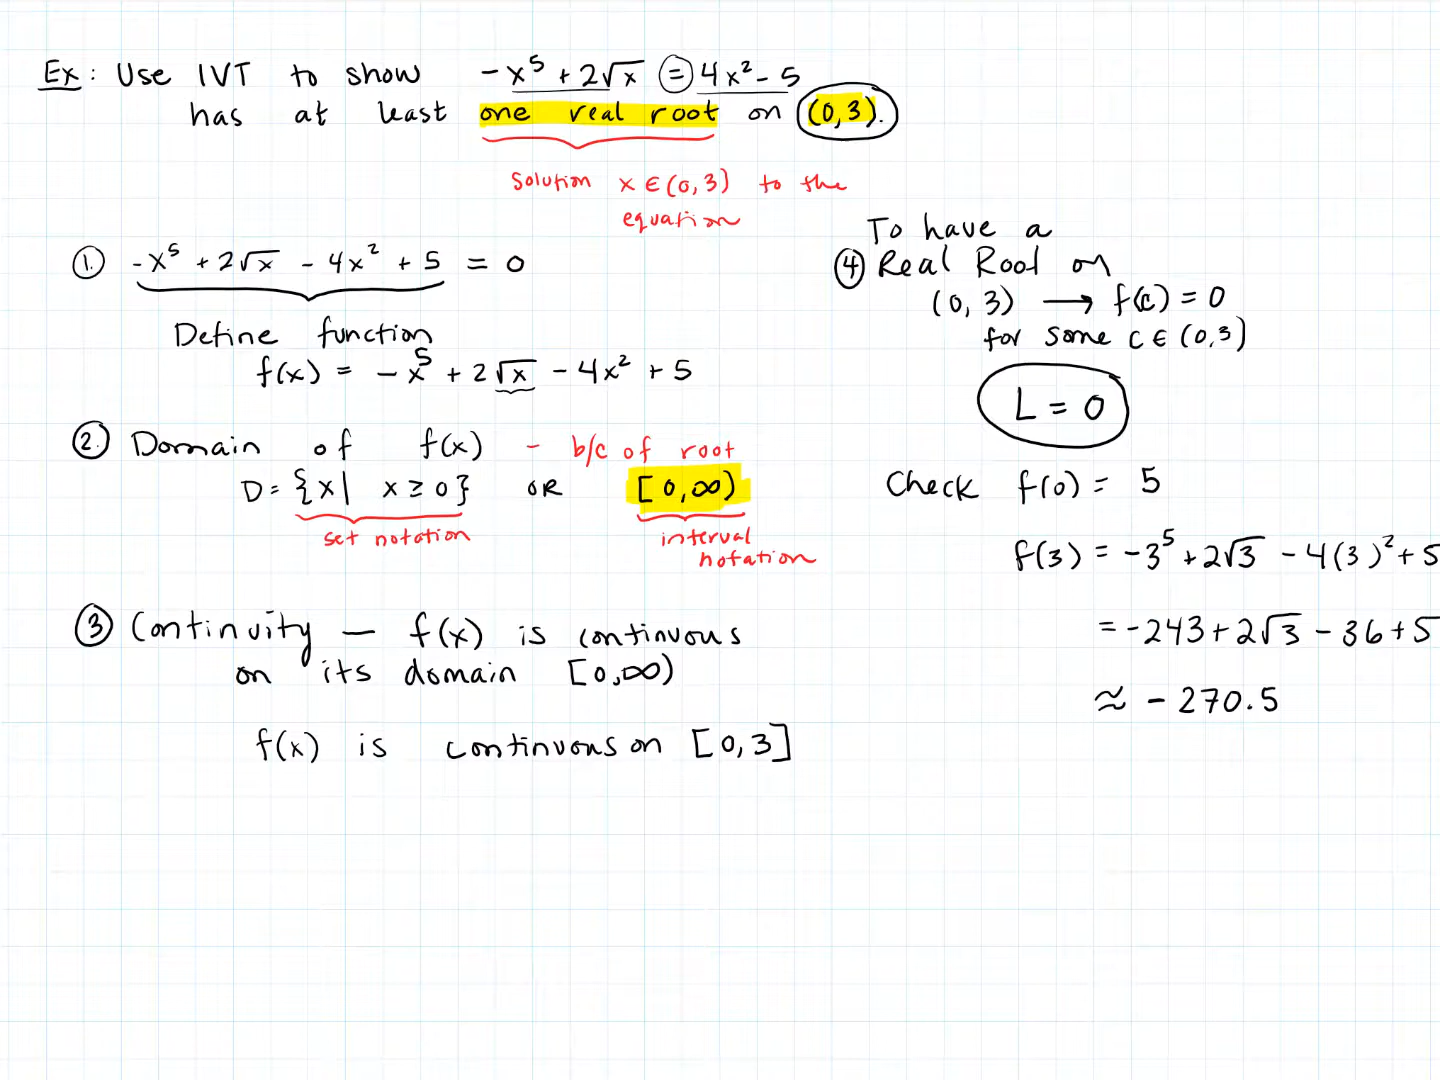 Ex: Use IVT to show -x⁵ + 2√x = 4x² - 5
has at least one real root on (0,3).
Solution x ∈ (0,3) to the
equation
1. -x⁵ + 2√x - 4x² + 5 = 0
Define function
f(x) = -x⁵ + 2√x - 4x² + 5
2. Domain of f(x) - b/c of root
D = {x| x ≥ 0} OR [0,∞)
set notation
interval
notation
3 Continuity — f(x) is continuous
on its domain [0,∞)
f(x) is continuous on [0,3]
To have a
4 Real Root on
(0, 3) → f(c) = 0
for some c ∈ (0,3)
L = 0
Check f(0) = 5
f(3) = -3⁵ + 2√3 - 4(3)² + 5
= -243 + 2√3 - 36 + 5
≈ -270.5